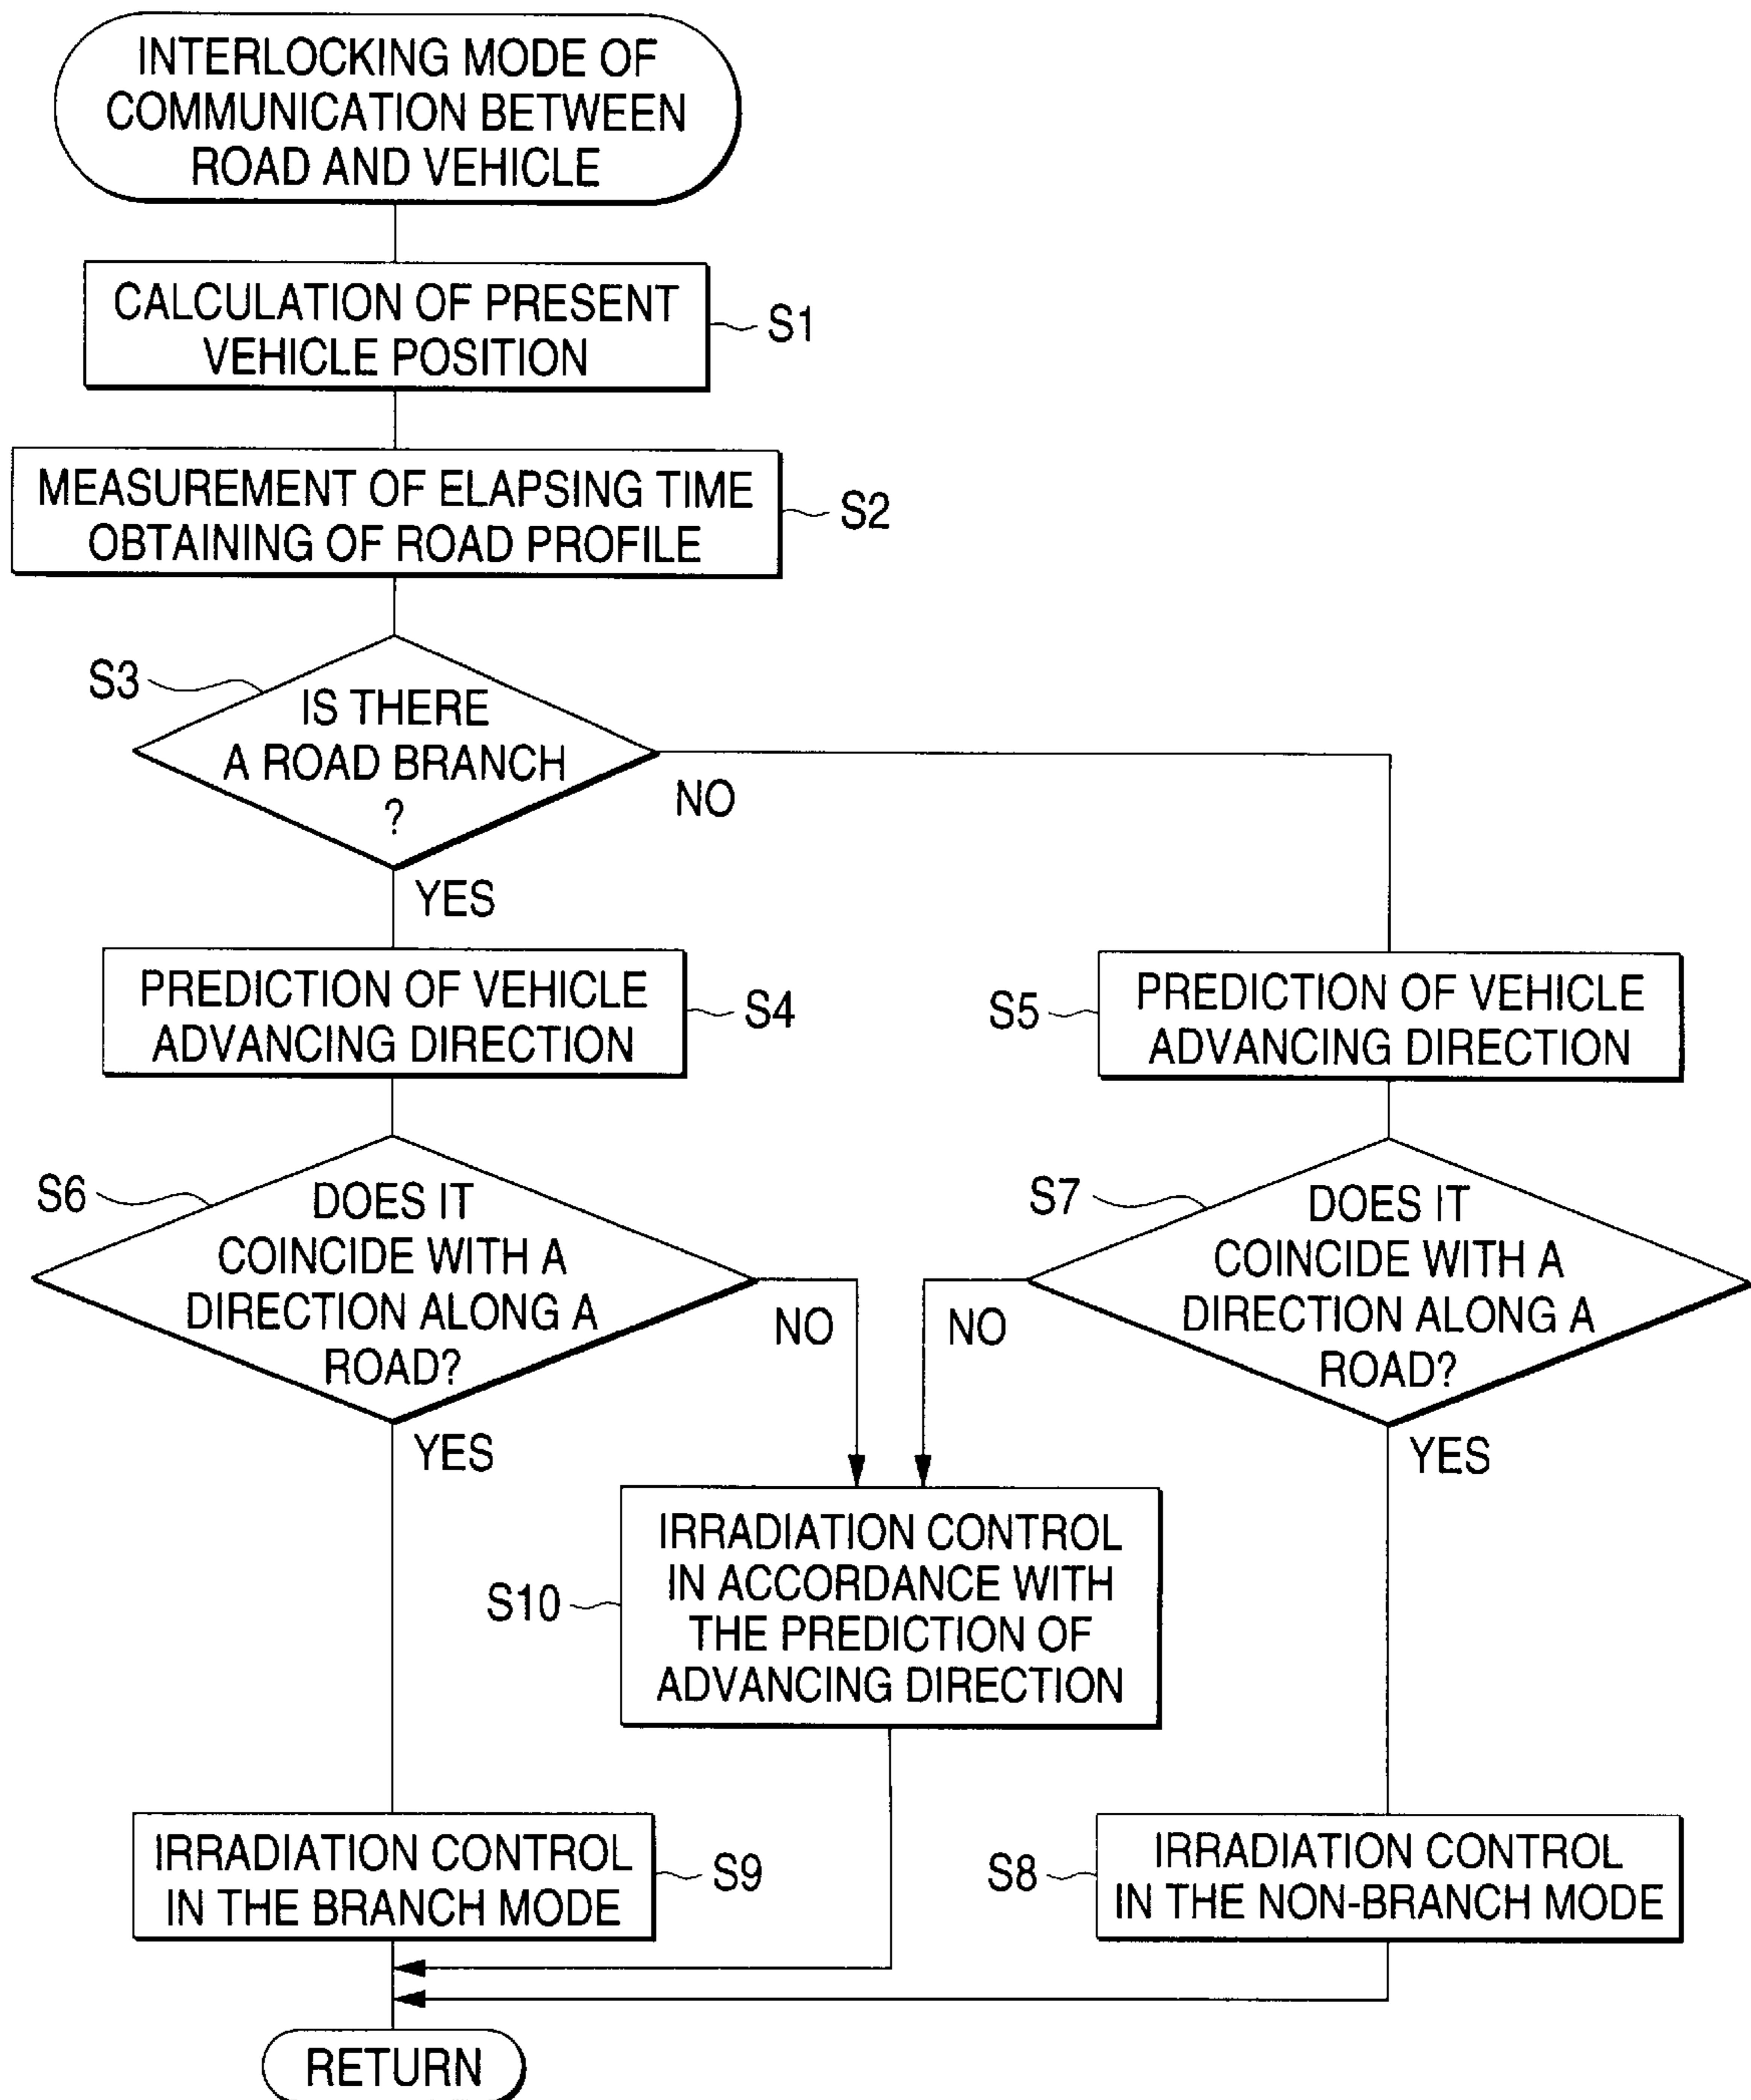 INTERLOCKING MODE OF
COMMUNICATION BETWEEN
ROAD AND VEHICLE
CALCULATION OF PRESENT
VEHICLE POSITION
S1
MEASUREMENT OF ELAPSING TIME
OBTAINING OF ROAD PROFILE
S2
S3
IS THERE
A ROAD BRANCH
?
NO
YES
PREDICTION OF VEHICLE
ADVANCING DIRECTION
S4
S5
PREDICTION OF VEHICLE
ADVANCING DIRECTION
S6
DOES IT
COINCIDE WITH A
DIRECTION ALONG A
ROAD?
NO
YES
S7
DOES IT
COINCIDE WITH A
DIRECTION ALONG A
ROAD?
NO
YES
S10
IRRADIATION CONTROL
IN ACCORDANCE WITH
THE PREDICTION OF
ADVANCING DIRECTION
IRRADIATION CONTROL
IN THE BRANCH MODE
S9
S8
IRRADIATION CONTROL
IN THE NON-BRANCH MODE
RETURN